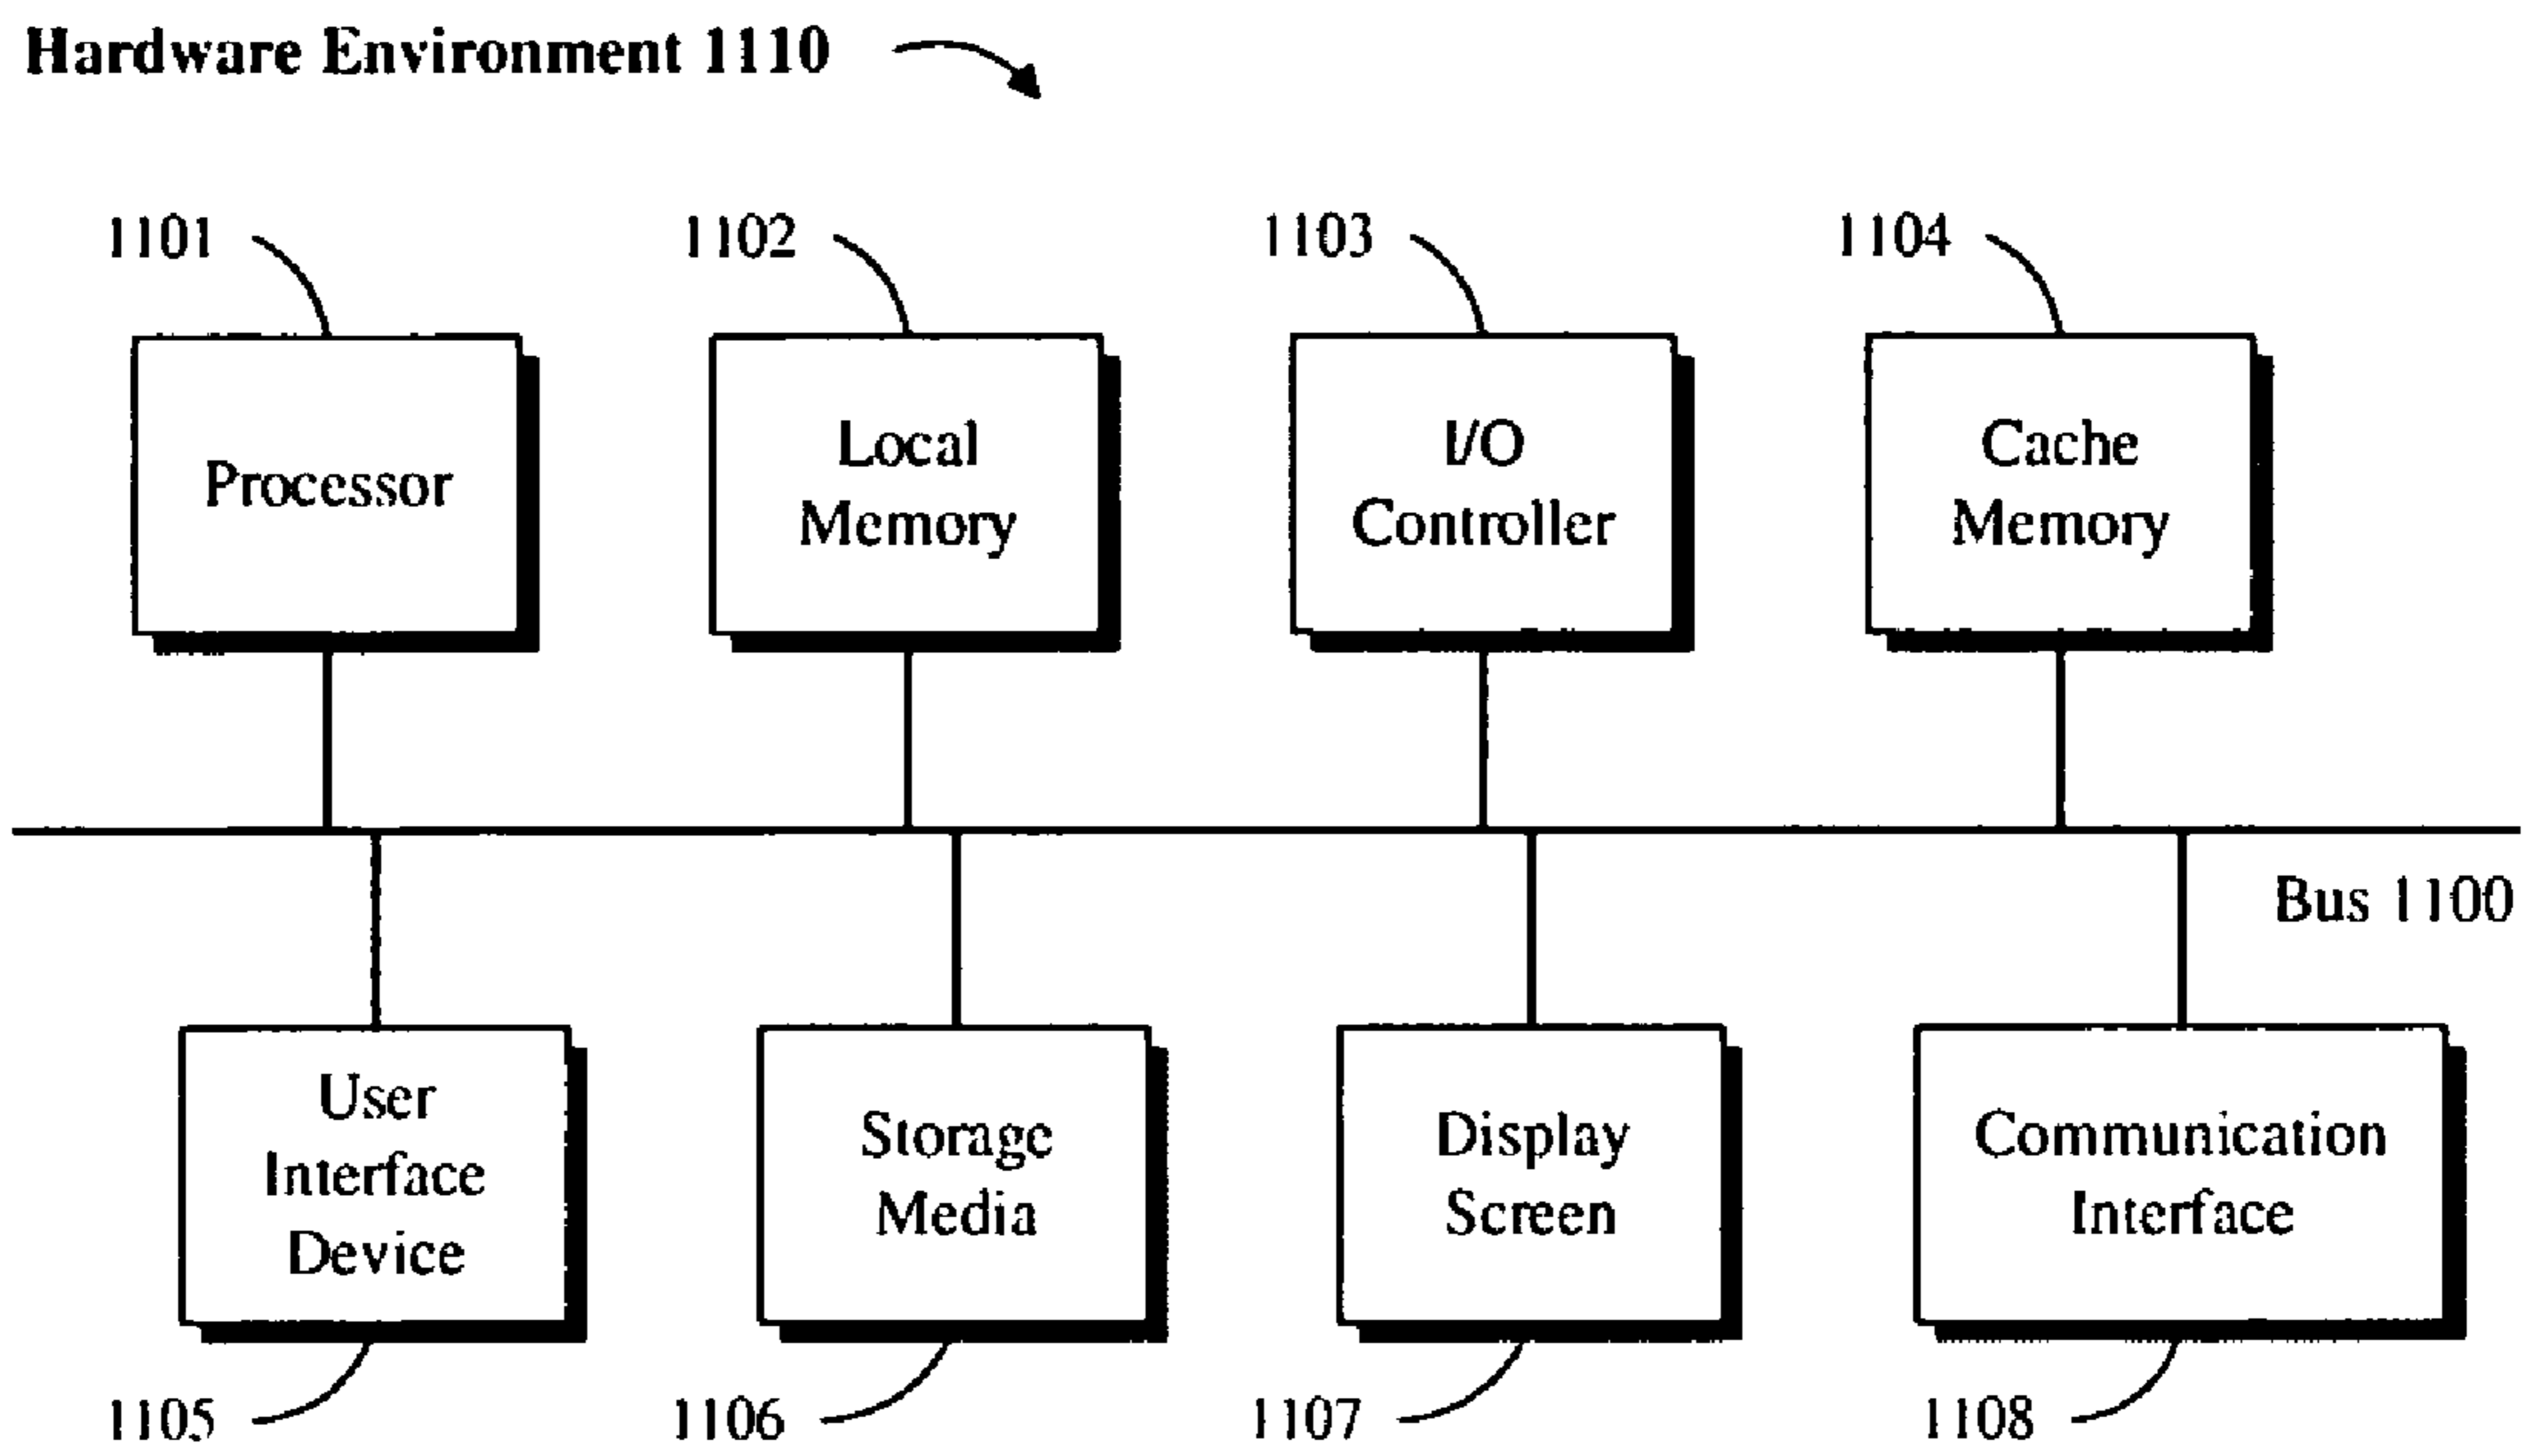 Hardware Environment 1110
1101
1102
1103
1104
Processor
Local
Memory
I/O
Controller
Cache
Memory
Bus 1100
User
Interface
Device
Storage
Media
Display
Screen
Communication
Interface
1105
1106
1107
1108